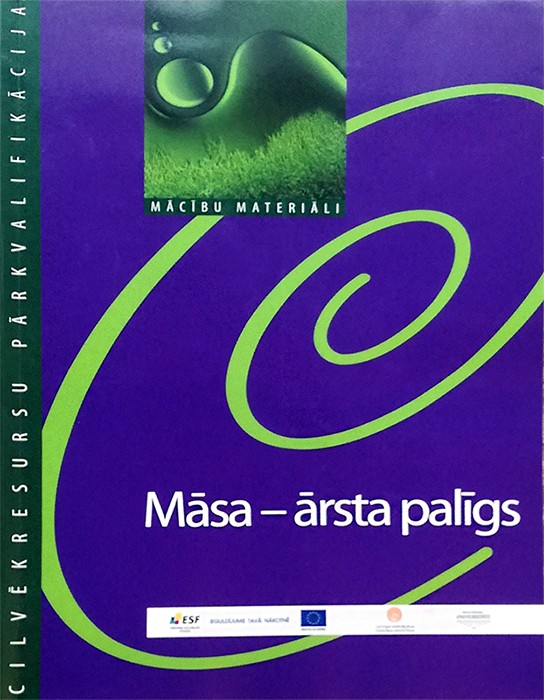 CILVĒKRESURSU PĀRKVALIFIKĀCIJA
MĀCĪBU MATERIĀLI
Māsa – ārsta palīgs
ESF
IEGULDĪJUMS TAVĀ NĀKOTNĒ